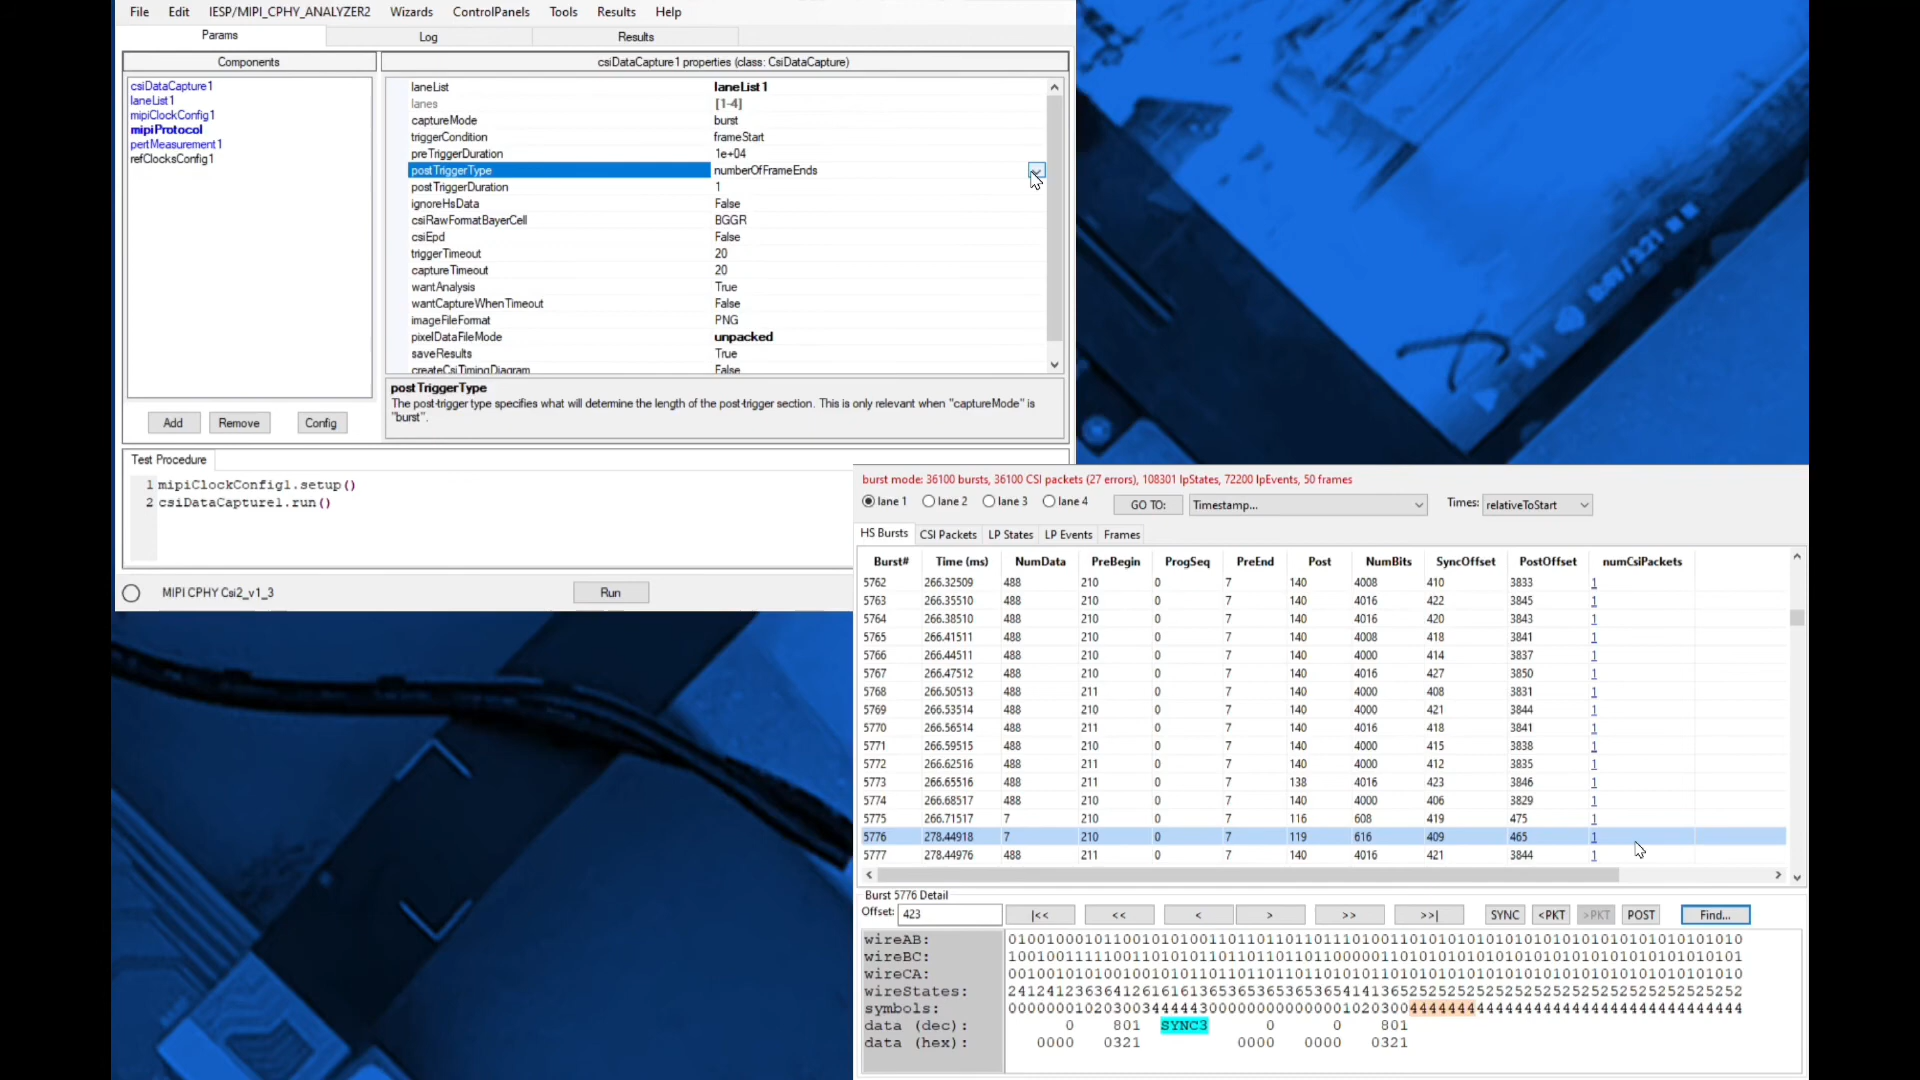 File Edit IESP/MIPI_CPHY_ANALYZER2 Wizards ControlPanels Tools Results Help
Params Log Results
Components
csiDataCapture1
laneList1
mipiClockConfig1
mipiProtocol
pertMeasurement1
refClocksConfig1
Add Remove Config
csiDataCapture1 properties (class: CsiDataCapture)
laneList laneList1
lanes [1-4]
captureMode burst
triggerCondition frameStart
preTriggerDuration 1e+04
postTriggerType numberOfFrameEnds
postTriggerDuration 1
ignoreHsData False
csiRawFormatBayerCell BGGR
csiEpd False
triggerTimeout 20
captureTimeout 20
wantAnalysis True
wantCaptureWhenTimeout False
imageFileFormat PNG
pixelDataFileMode unpacked
saveResults True
createCsiTimingDiagram False
postTriggerType
The post-trigger type specifies what will determine the length of the post-trigger section. This is only relevant when "captureMode" is
"burst".
Test Procedure
1 mipiClockConfig1.setup()
2 csiDataCapture1.run()
MIPI CPHY Csi2_v1_3 Run
burst mode: 36100 bursts, 36100 CSI packets (27 errors), 108301 lpStates, 72200 lpEvents, 50 frames
lane 1 lane 2 lane 3 lane 4 GO TO: Timestamp... Times: relativeToStart
HS Bursts CSI Packets LP States LP Events Frames
Burst# Time (ms) NumData PreBegin ProgSeq PreEnd Post NumBits SyncOffset PostOffset numCsiPackets
5762 266.32509 488 210 0 7 140 4008 410 3833 1
5763 266.35510 488 210 0 7 140 4016 422 3845 1
5764 266.38510 488 210 0 7 140 4016 420 3843 1
5765 266.41511 488 210 0 7 140 4008 418 3841 1
5766 266.44511 488 210 0 7 140 4000 414 3837 1
5767 266.47512 488 210 0 7 140 4016 427 3850 1
5768 266.50513 488 211 0 7 140 4000 408 3831 1
5769 266.53514 488 210 0 7 140 4000 421 3844 1
5770 266.56514 488 211 0 7 140 4016 418 3841 1
5771 266.59515 488 210 0 7 140 4000 415 3838 1
5772 266.62516 488 211 0 7 140 4000 412 3835 1
5773 266.65516 488 211 0 7 138 4016 423 3846 1
5774 266.68517 488 210 0 7 140 4000 406 3829 1
5775 266.71517 7 210 0 7 116 608 419 475 1
5776 278.44918 7 210 0 7 119 616 409 465 1
5777 278.44976 488 211 0 7 140 4016 421 3844 1
Burst 5776 Detail
Offset: 423 |<< << < > >> >>| SYNC <PKT >PKT POST Find...
wireAB:
wireBC:
wireCA:
wireStates:
symbols:
data (dec): 0 801 SYNC3 0 0 801
data (hex): 0000 0321 0000 0000 0321